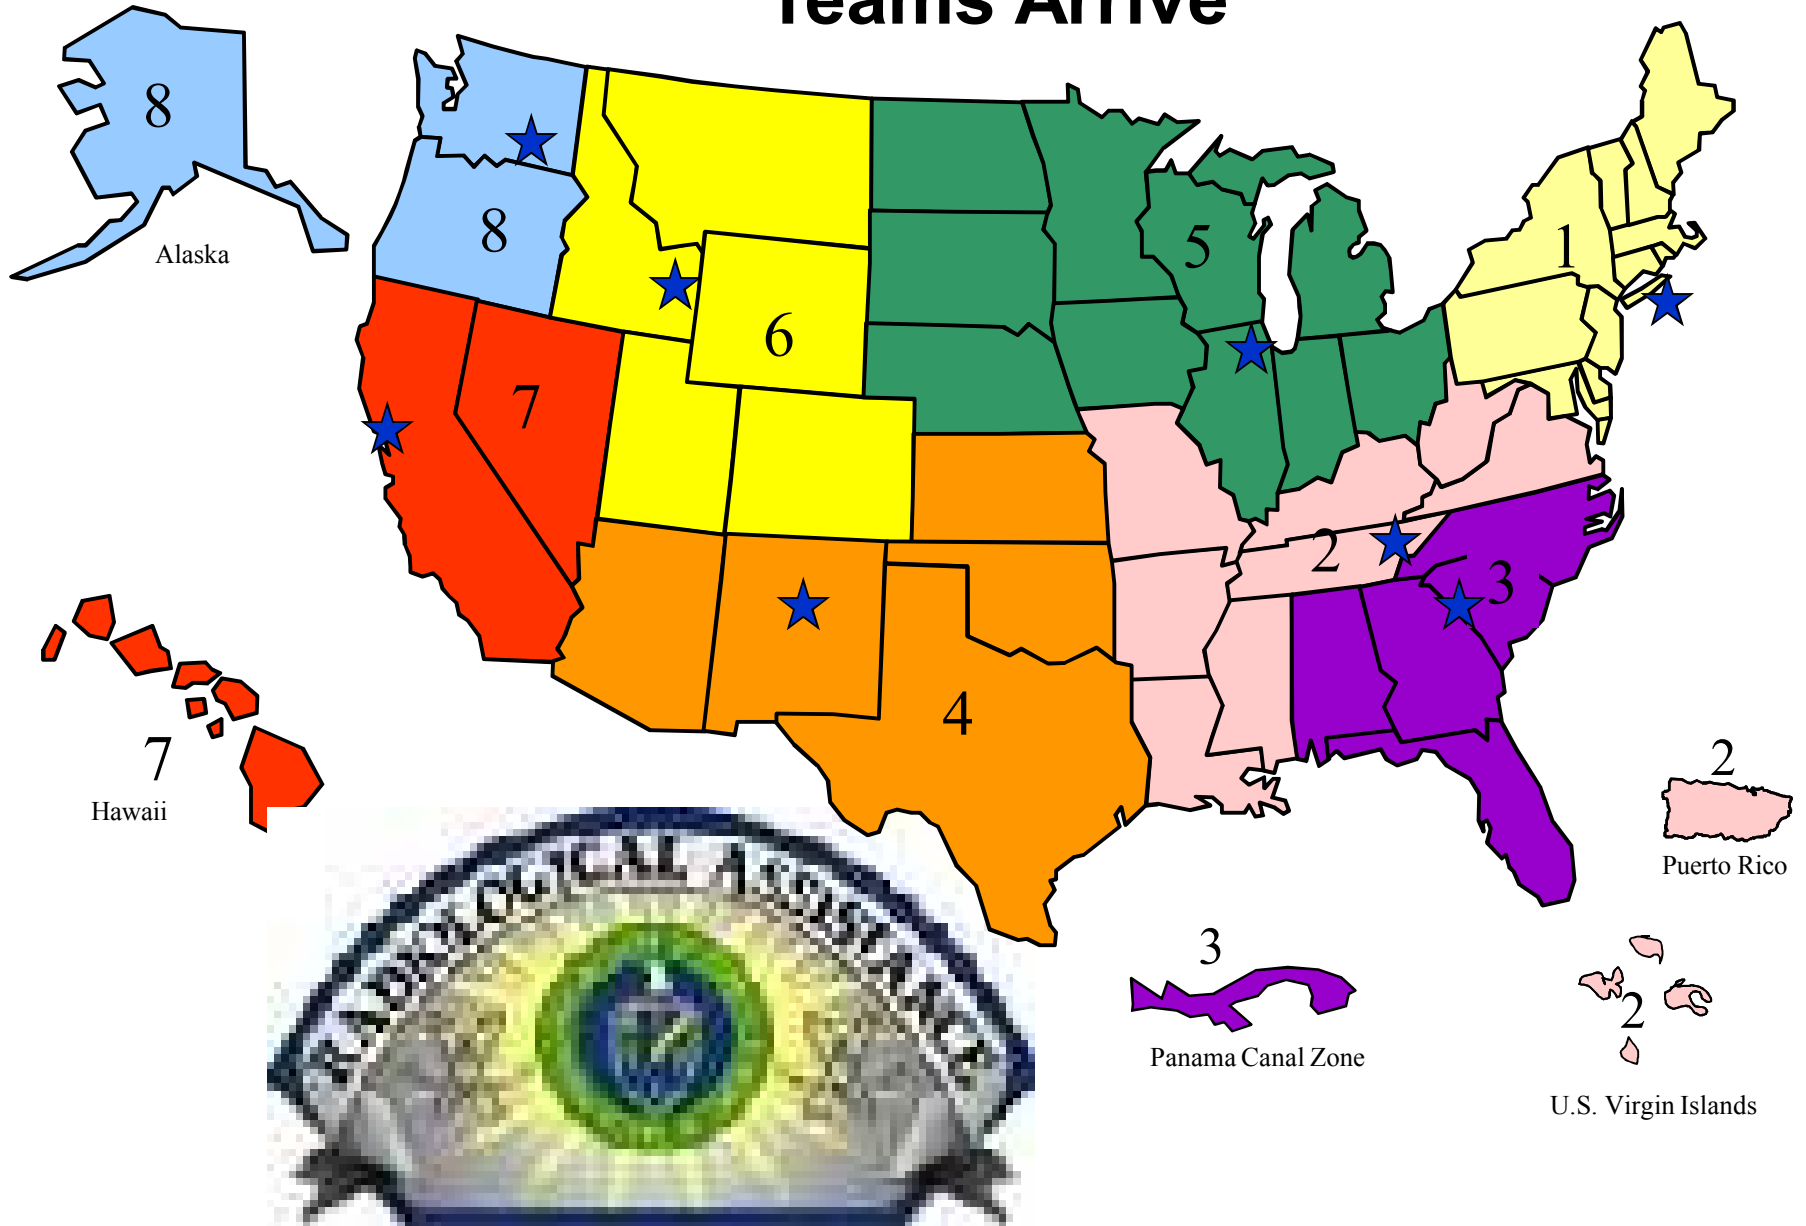 Teams Arrive
8
Alaska
8
5
1
6
7
2
3
4
7
Hawaii
2
Puerto Rico
RADIOLOGICAL ASSISTANCE
3
Panama Canal Zone
2
U.S. Virgin Islands